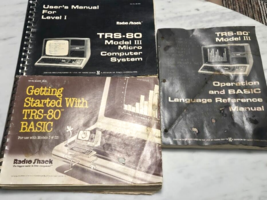 User's Manual
For
Level I
Radio Shack
TRS-80
Model III
Micro
Computer
System
TRS-80
Model III
Operation
and BASIC
Language Reference
Manual
Getting
Started With
TRS-80
BASIC
Radio Shack